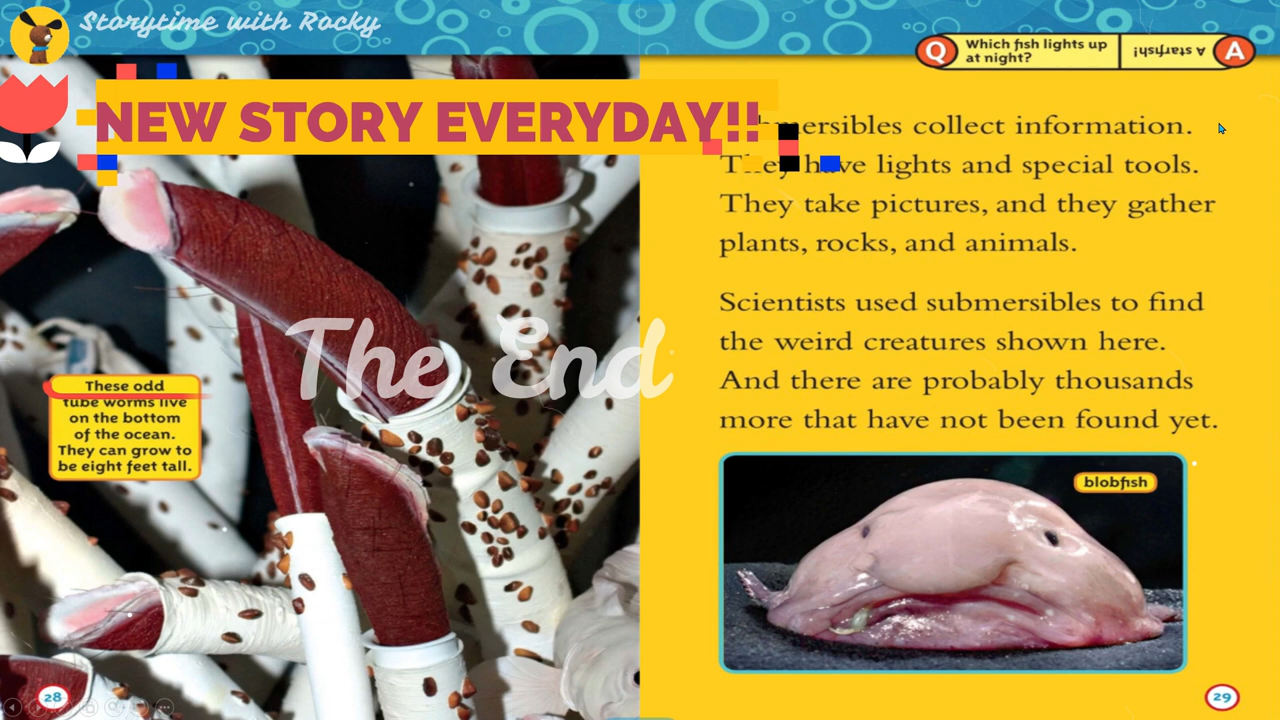 Storytime with Rocky
Q Which fish lights up
at night?
A starfish!
A
NEW STORY EVERYDAY!!
collect information.
They have lights and special tools.
They take pictures, and they gather
plants, rocks, and animals.
Scientists used submersibles to find
the weird creatures shown here.
And there are probably thousands
more that have not been found yet.
The End
These odd
tube worms live
on the bottom
of the ocean.
They can grow to
be eight feet tall.
blobfish
28
29